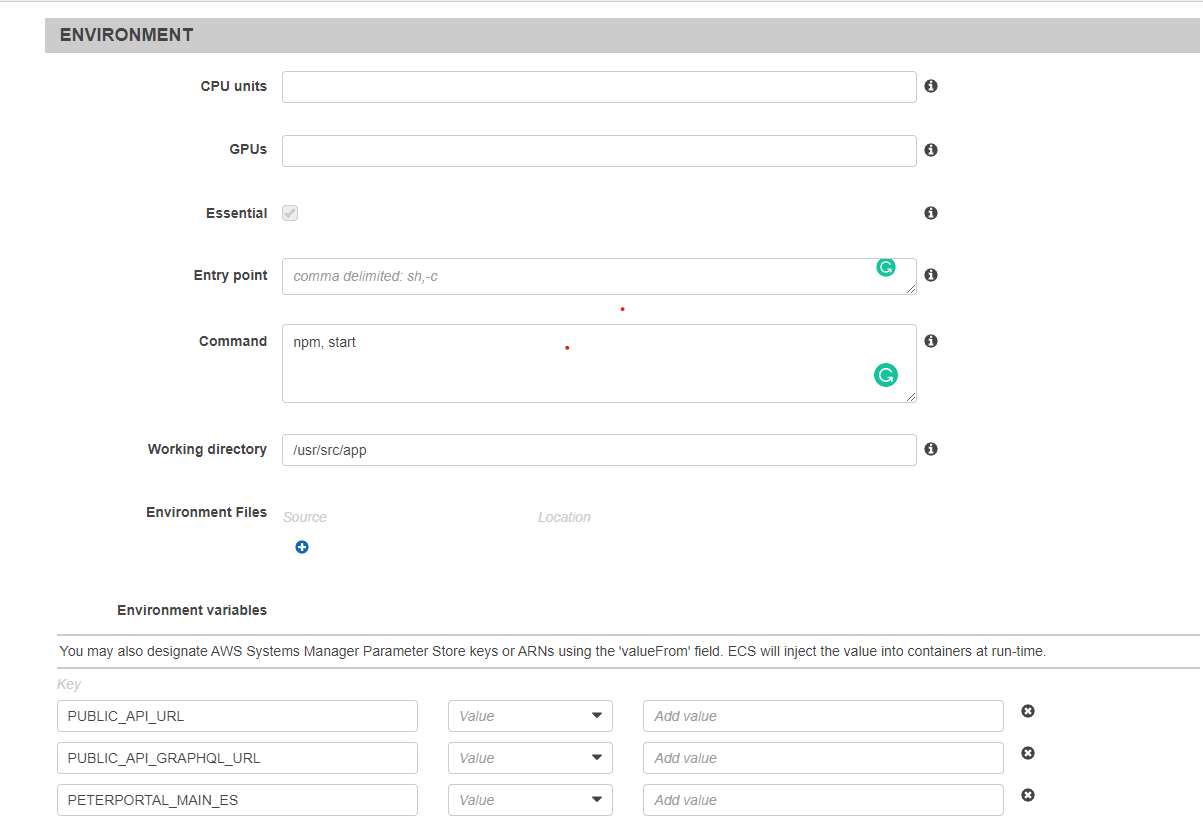 ENVIRONMENT
CPU units
GPUs
Essential
Entry point comma delimited: sh,-c
Command npm, start
Working directory /usr/src/app
Environment Files Source Location
Environment variables
You may also designate AWS Systems Manager Parameter Store keys or ARNs using the 'valueFrom' field. ECS will inject the value into containers at run-time.
Key
PUBLIC_API_URL Value Add value
PUBLIC_API_GRAPHQL_URL Value Add value
PETERPORTAL_MAIN_ES Value Add value